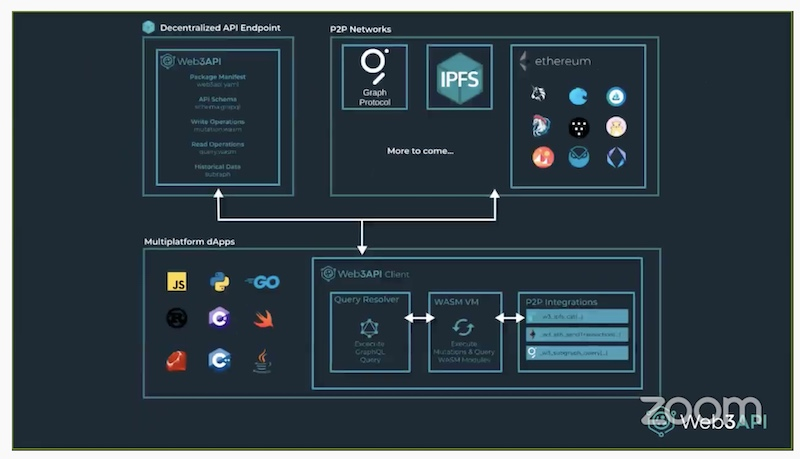 Decentralized API Endpoint
Web3API
Package Manifest
web3api.yaml
API Schema
schema.graphql
Write Operations
mutation.wasm
Read Operations
query.wasm
Historical Data
subgraph
P2P Networks
Graph
Protocol
IPFS
ethereum
More to come...
Multiplatform dApps
JS
GO
Java
Web3API Client
Query Resolver
Execute
GraphQL
Query
WASM VM
Execute
Mutations & Query
WASM Modules
P2P Integrations
zoom
Web3API